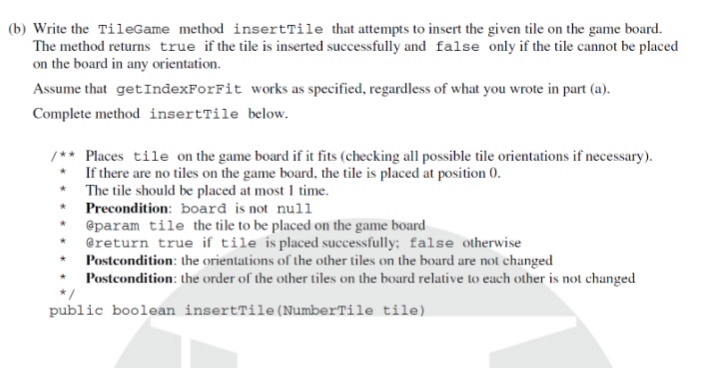 (b) Write the TileGame method insertTile that attempts to insert the given tile on the game board.
The method returns true if the tile is inserted successfully and false only if the tile cannot be placed
on the board in any orientation.
Assume that getIndexForFit works as specified, regardless of what you wrote in part (a).
Complete method insertTile below.
/** Places tile on the game board if it fits (checking all possible tile orientations if necessary).
* If there are no tiles on the game board, the tile is placed at position 0.
* The tile should be placed at most 1 time.
* Precondition: board is not null
* @param tile the tile to be placed on the game board
* @return true if tile is placed successfully; false otherwise
* Postcondition: the orientations of the other tiles on the board are not changed
* Postcondition: the order of the other tiles on the board relative to each other is not changed
*/
public boolean insertTile(NumberTile tile)